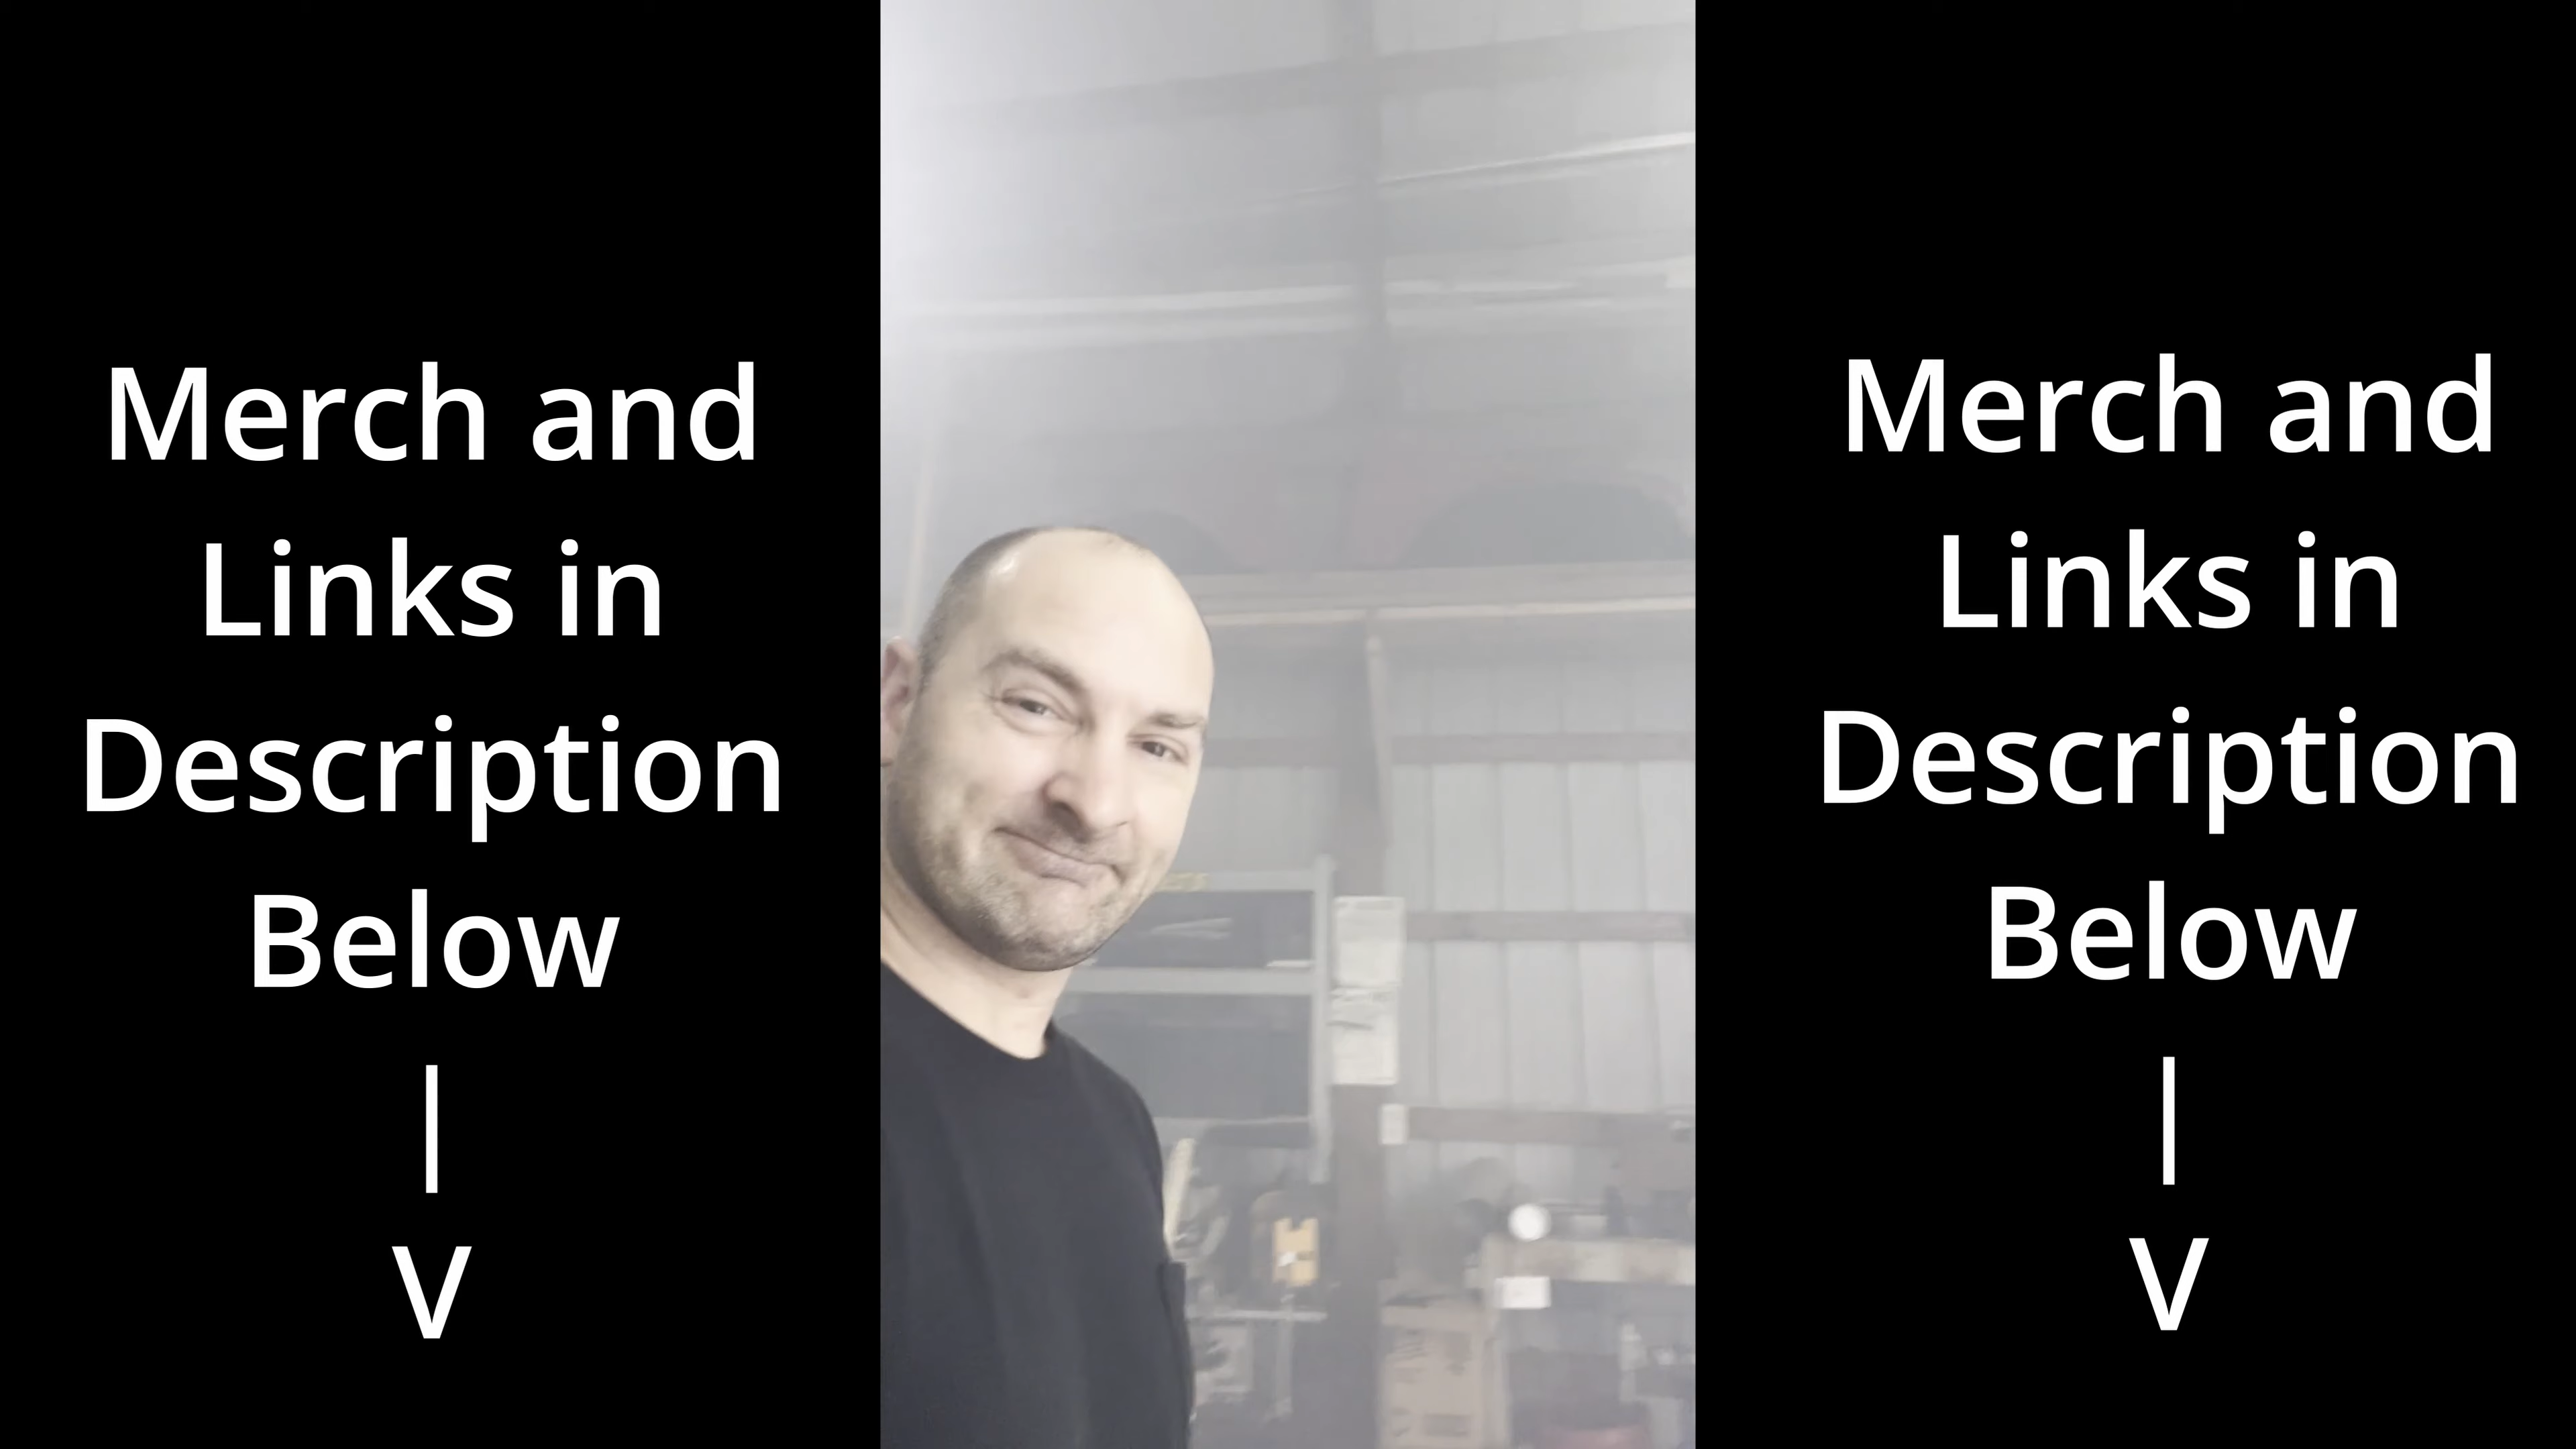 Merch and
Links in
Description
Below
|
V
Merch and
Links in
Description
Below
|
V